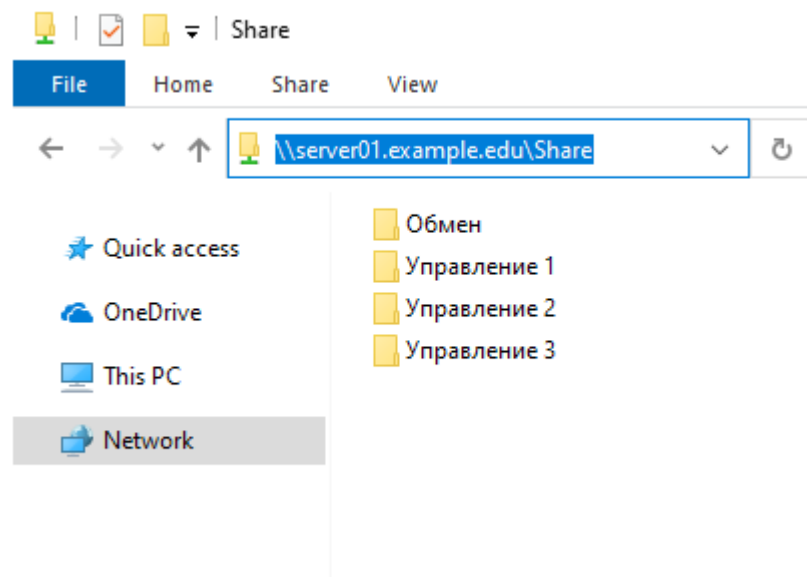 Share
File Home Share View
\\server01.example.edu\Share
Quick access
OneDrive
This PC
Network
Обмен
Управление 1
Управление 2
Управление 3